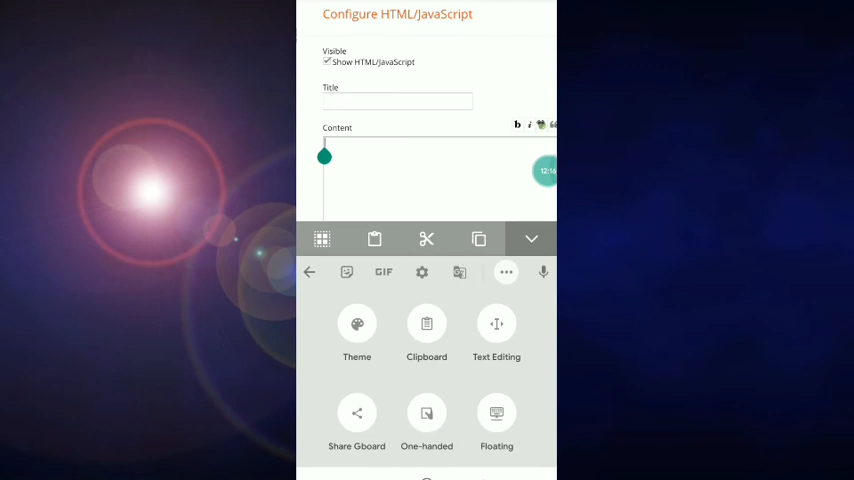 Configure HTML/JavaScript
Visible
Show HTML/JavaScript
Title
Content
b i
12:16
GIF
Theme Clipboard Text Editing
Share Gboard One-handed Floating